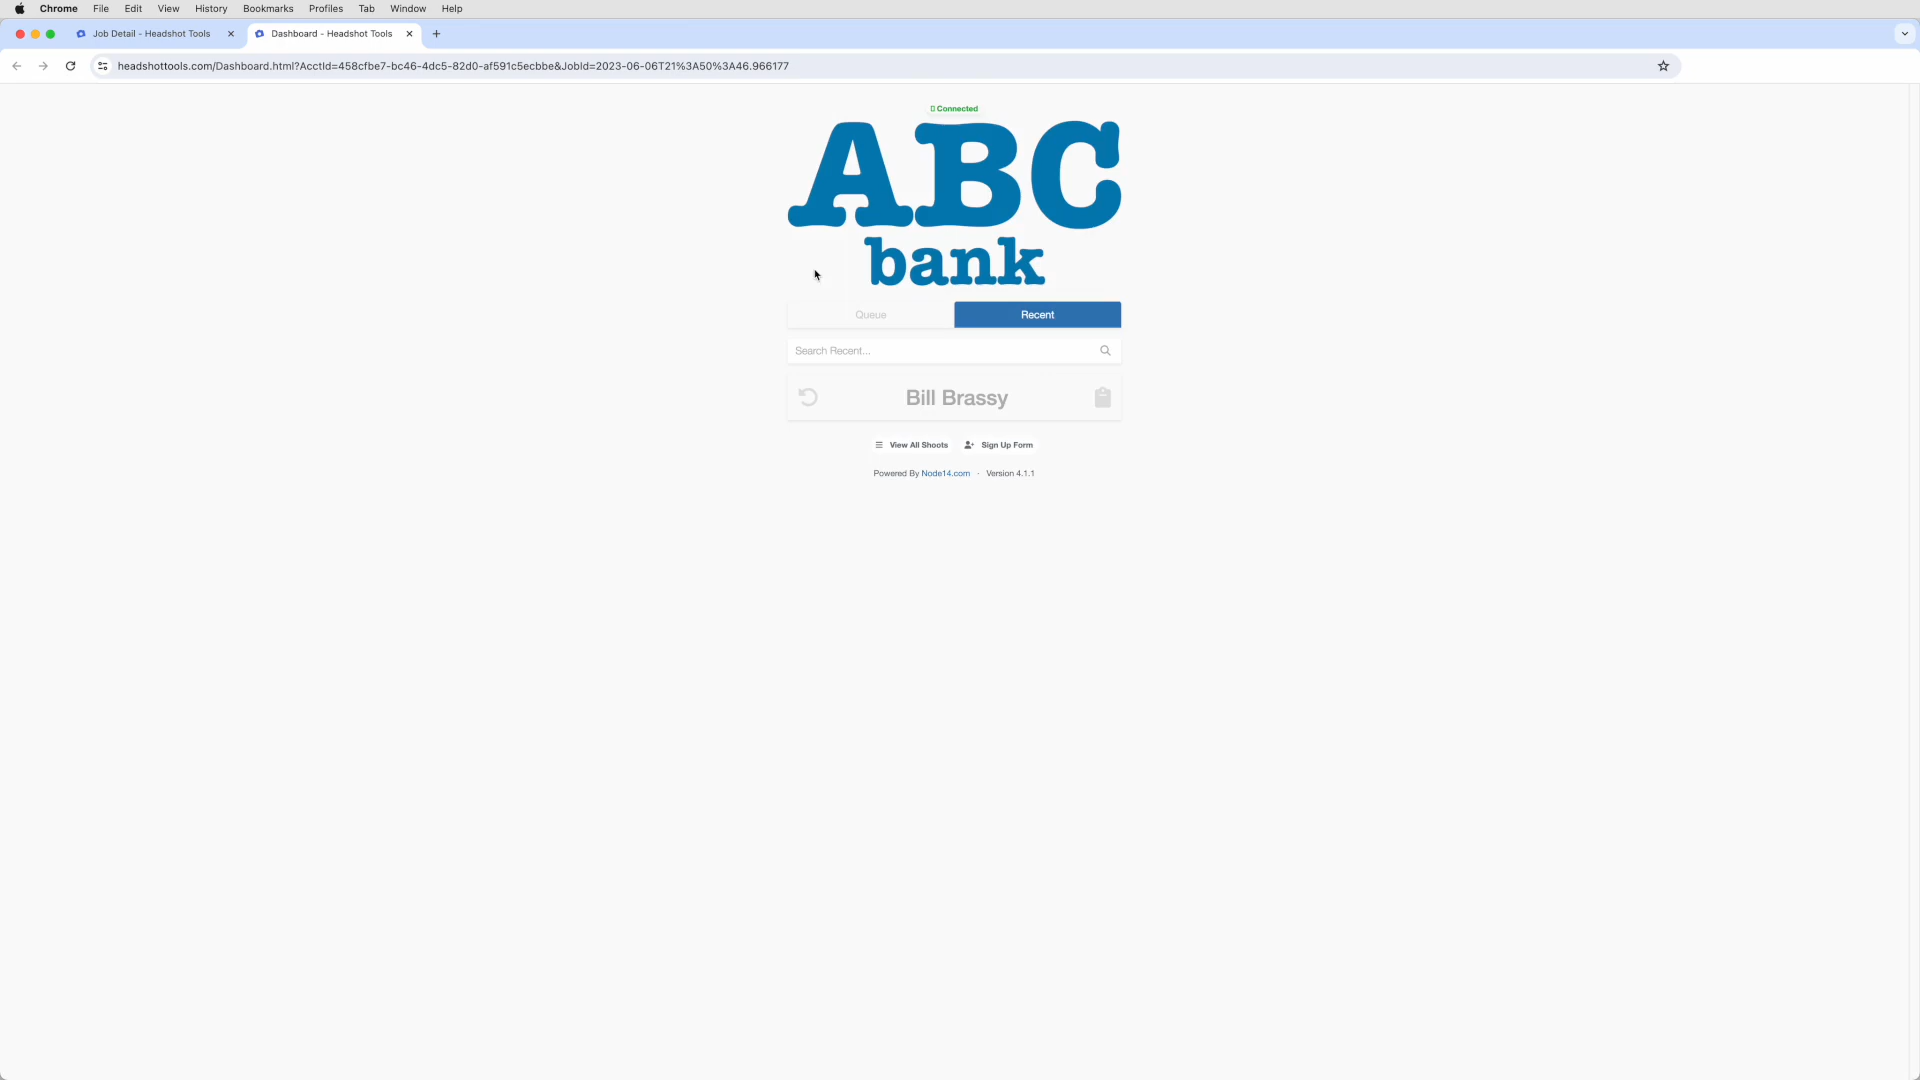 Chrome File Edit View History Bookmarks Profiles Tab Window Help
Job Detail - Headshot Tools Dashboard - Headshot Tools
headshottools.com/Dashboard.html?AcctId=458cfbe7-bc46-4dc5-82d0-af591c5ecbbe&JobId=2023-06-06T21%3A50%3A46.966177
Connected
ABC
bank
Queue Recent
Search Recent...
Bill Brassy
View All Shoots Sign Up Form
Powered By Node14.com - Version 4.1.1